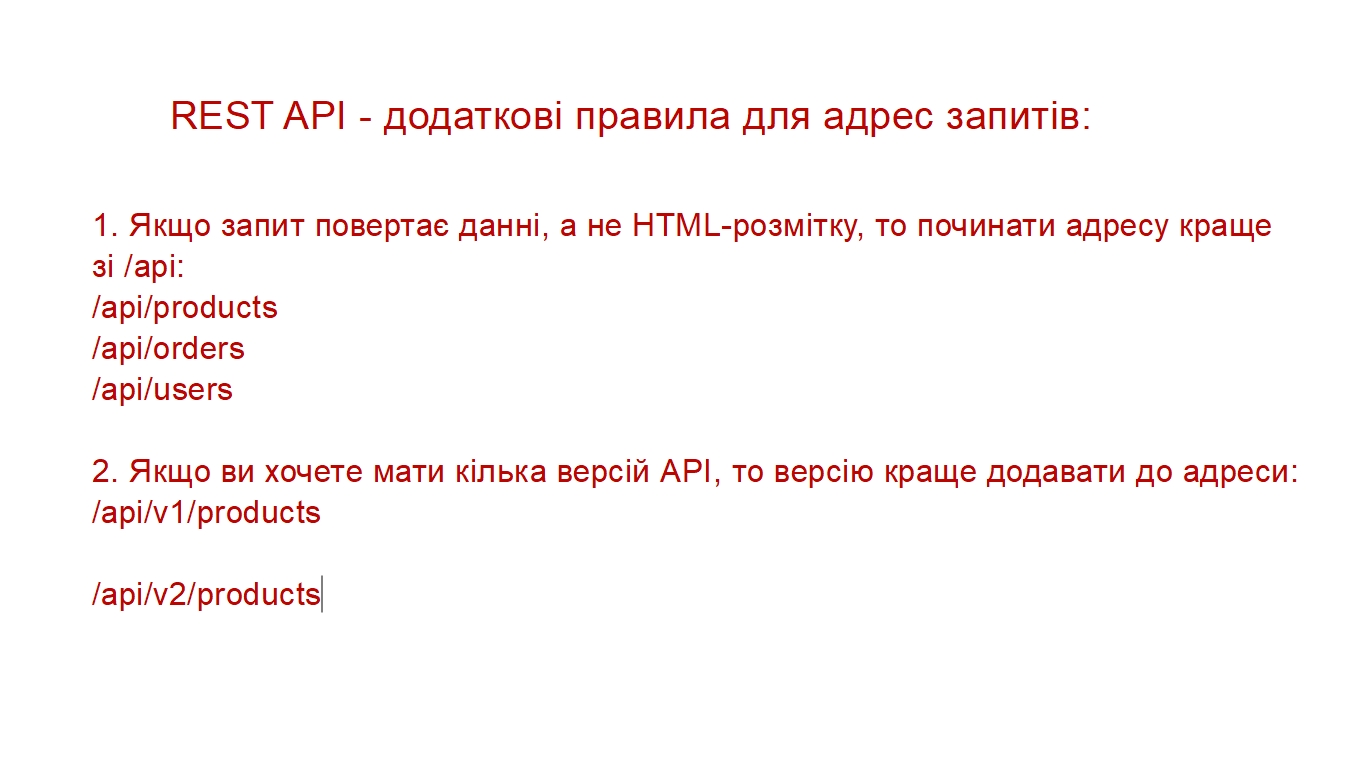 REST API - додаткові правила для адрес запитів:
1. Якщо запит повертає данні, а не HTML-розмітку, то починати адресу краще
зі /api:
/api/products
/api/orders
/api/users
2. Якщо ви хочете мати кілька версій API, то версію краще додавати до адреси:
/api/v1/products
/api/v2/products